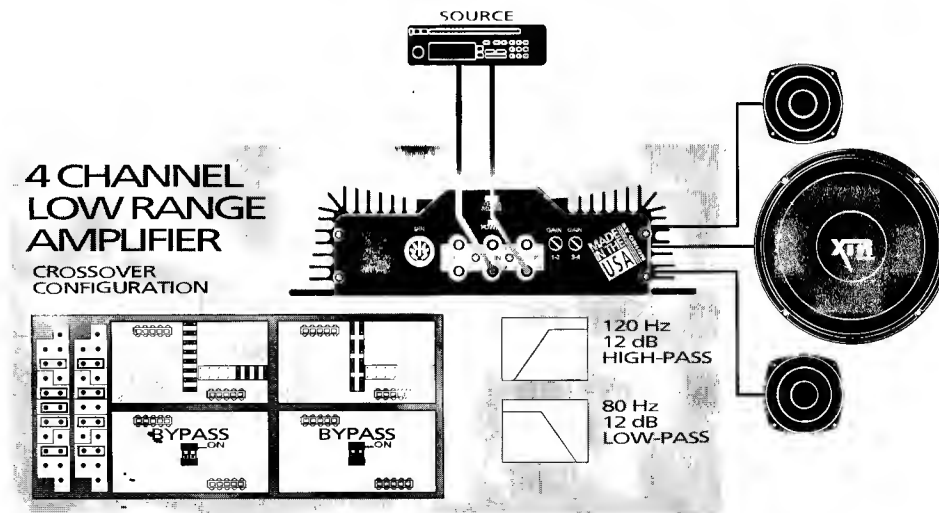 SOURCE
4 CHANNEL
LOW RANGE
AMPLIFIER
CROSSOVER
CONFIGURATION
GAIN GAIN
1-2 3-4
MADE
IN THE
USA
XTR
120 Hz
12 dB
HIGH-PASS
80 Hz
12 dB
LOW-PASS
BYPASS
ON
BYPASS
ON